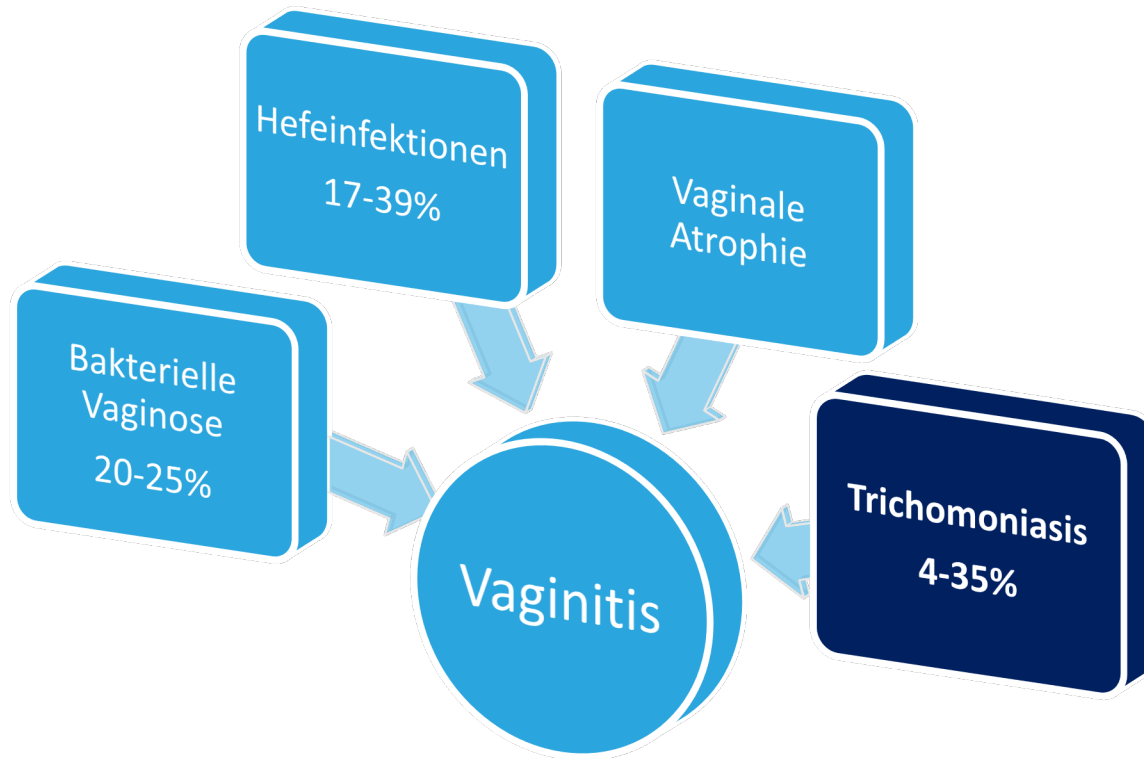 Hefeinfektionen
17-39%
Vaginale
Atrophie
Bakterielle
Vaginose
20-25%
Trichomoniasis
4-35%
Vaginitis